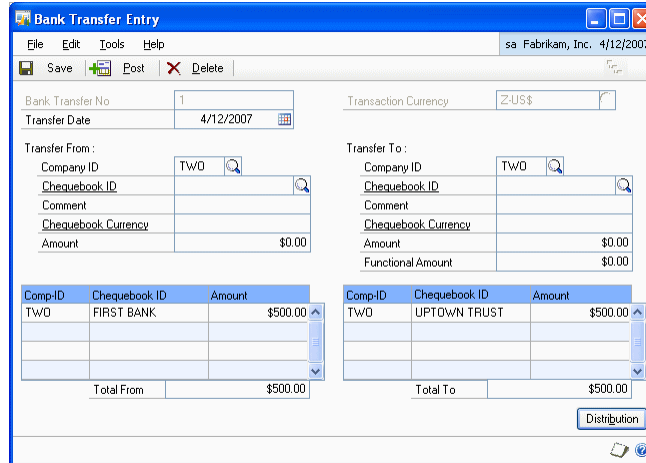 Bank Transfer Entry
File Edit Tools Help
sa Fabrikam, Inc. 4/12/2007
Save Post Delete
Bank Transfer No 1
Transaction Currency Z-US$
Transfer Date 4/12/2007
Transfer From :
Transfer To :
Company ID TWO
Company ID TWO
Chequebook ID
Chequebook ID
Comment
Comment
Chequebook Currency
Chequebook Currency
Amount $0.00
Amount $0.00
Functional Amount $0.00
Comp-ID Chequebook ID Amount
Comp-ID Chequebook ID Amount
TWO FIRST BANK $500.00
TWO UPTOWN TRUST $500.00
Total From $500.00
Total To $500.00
Distribution